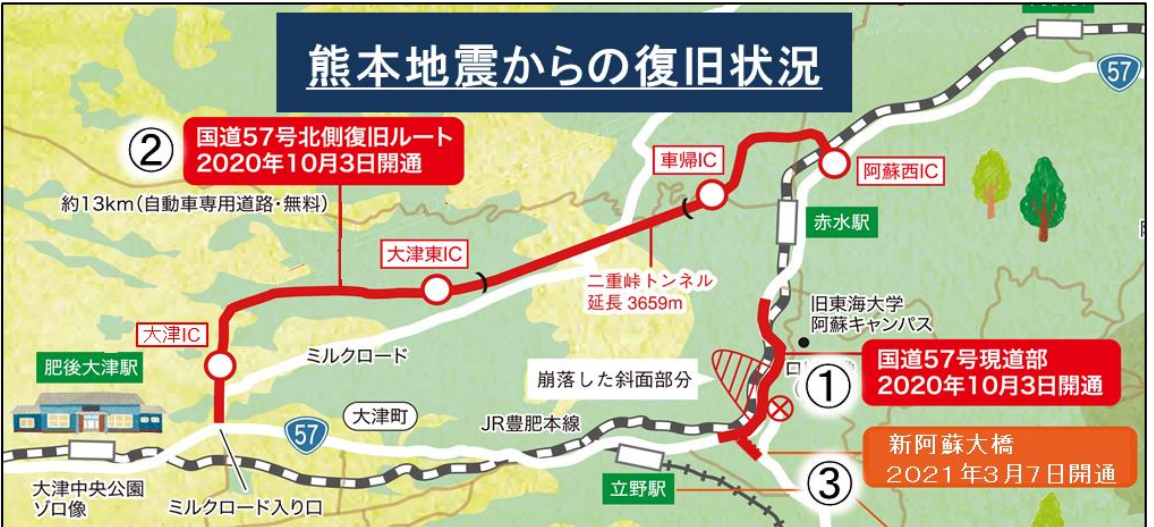 熊本地震からの復旧状況
57
②
国道57号北側復旧ルート
2020年10月3日開通
約13km(自動車専用道路・無料)
車帰IC
阿蘇西IC
赤水駅
大津東IC
二重峠トンネル
延長 3659m
旧東海大学
阿蘇キャンパス
大津IC
ミルクロード
肥後大津駅
崩落した斜面部分
①
国道57号現道部
2020年10月3日開通
大津町
57
JR豊肥本線
新阿蘇大橋
2021年3月7日開通
③
立野駅
大津中央公園
ゾロ像
ミルクロード入り口